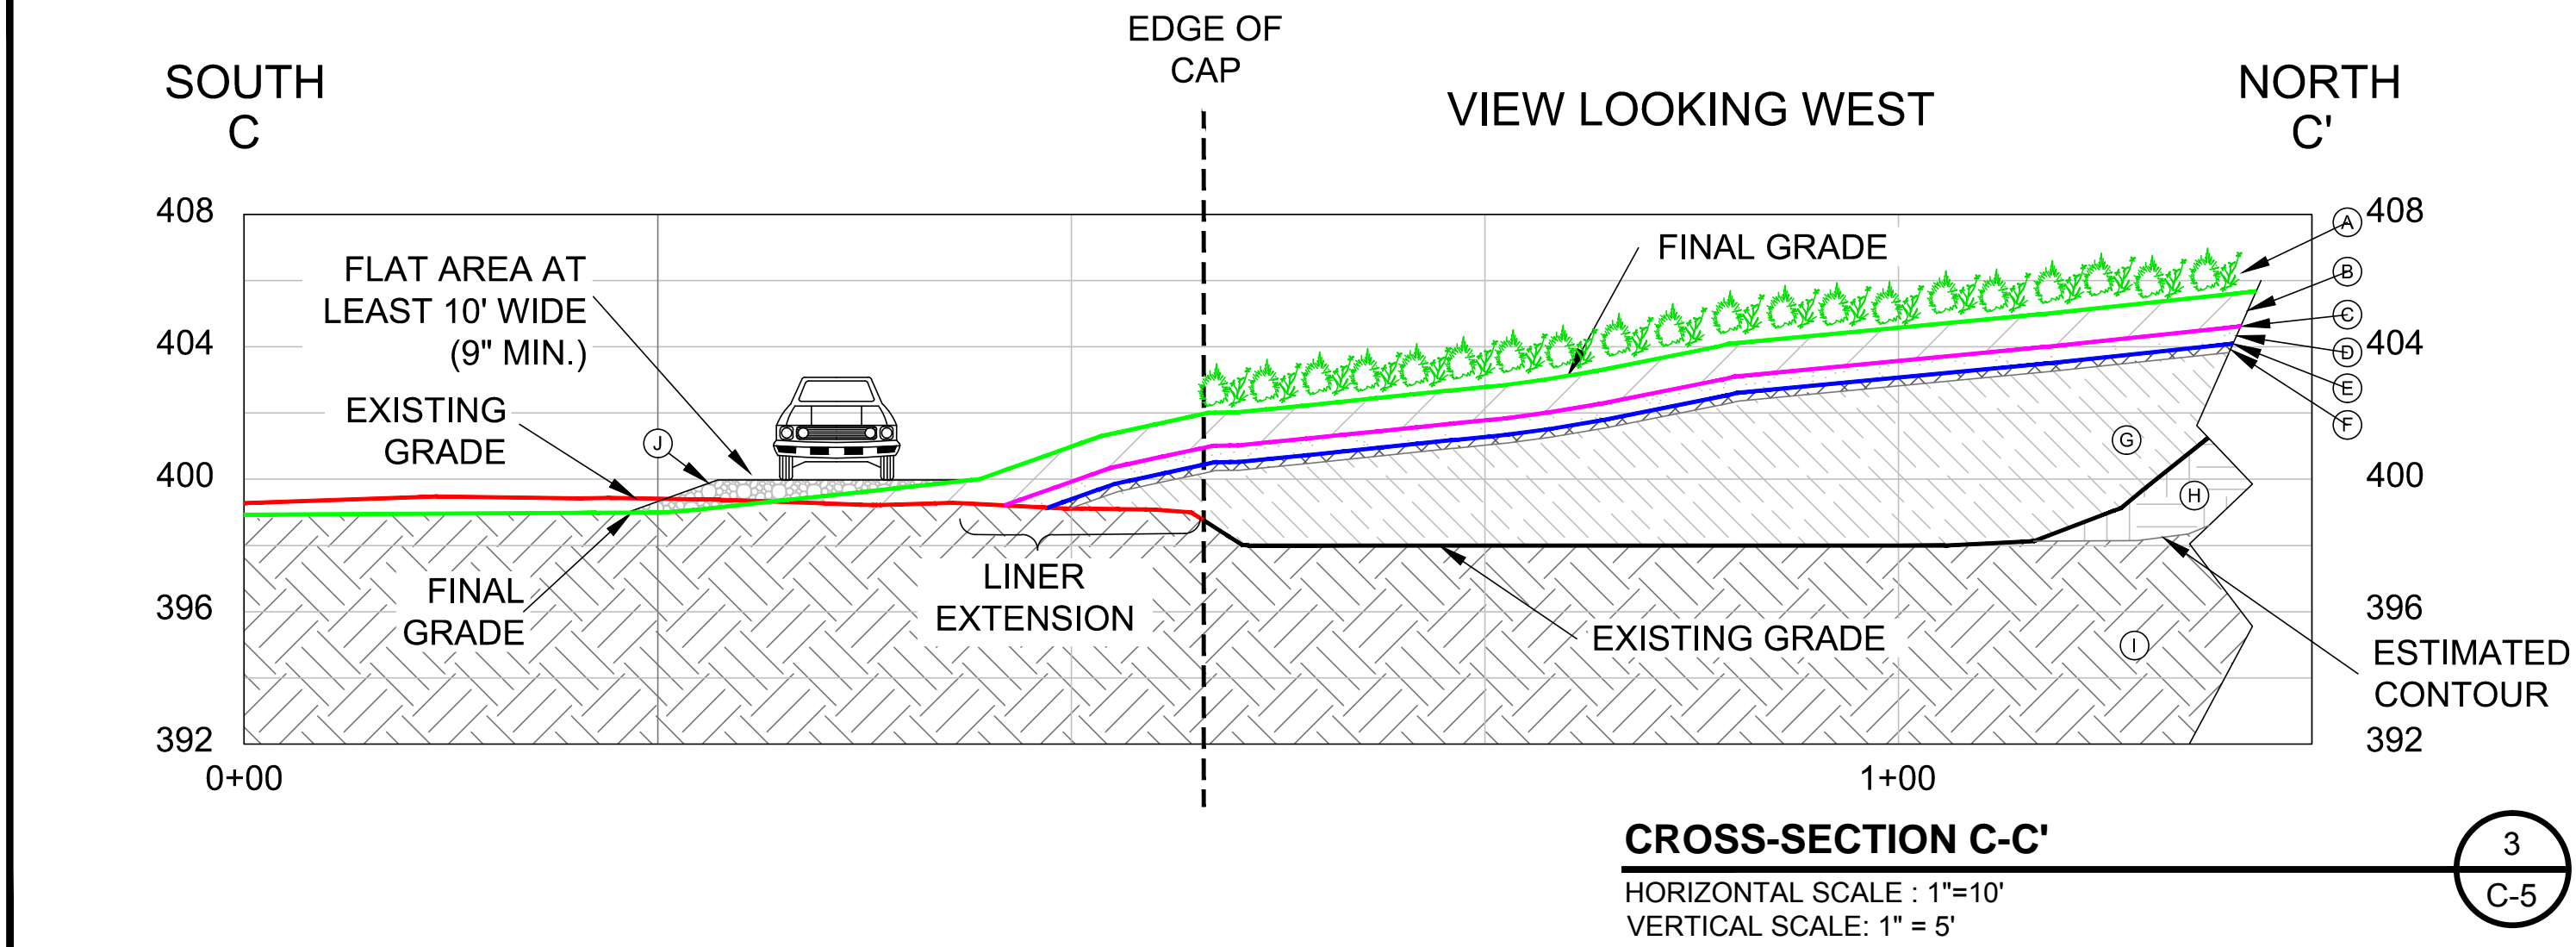 EDGE OF
CAP
SOUTH
C
VIEW LOOKING WEST
NORTH
C'
408
408
A
FINAL GRADE
B
FLAT AREA AT
LEAST 10' WIDE
(9" MIN.)
C
404
404
D
E
EXISTING
GRADE
F
J
G
400
400
H
LINER
EXTENSION
FINAL
GRADE
396
396
EXISTING GRADE
I
ESTIMATED
CONTOUR
392
392
0+00
1+00
CROSS-SECTION C-C'
3
C-5
HORIZONTAL SCALE : 1"=10'
VERTICAL SCALE: 1" = 5'